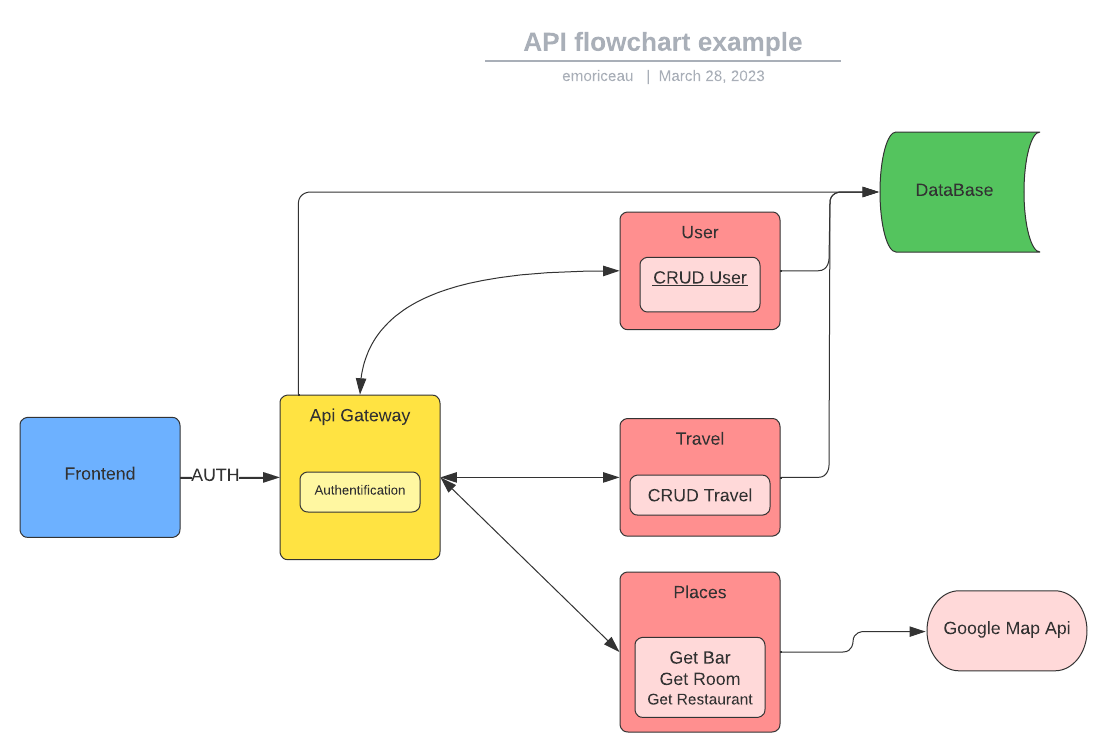 API flowchart example
emoriceau | March 28, 2023
DataBase
User
CRUD User
Api Gateway
Authentification
Frontend
AUTH
Travel
CRUD Travel
Places
Get Bar
Get Room
Get Restaurant
Google Map Api